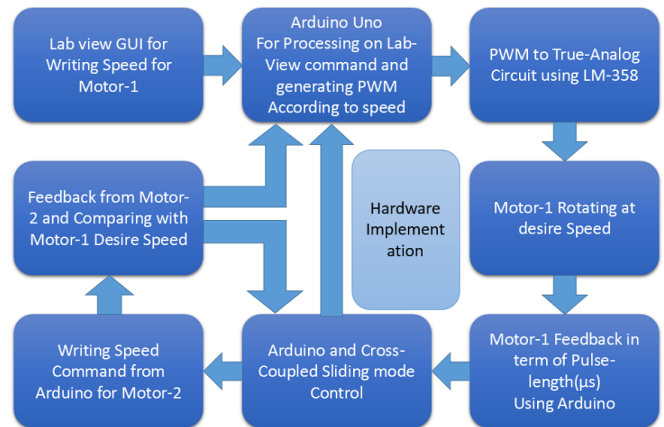 Lab view GUI for
Writing Speed for
Motor-1
Arduino Uno
For Processing on Lab-
View command and
generating PWM
According to speed
PWM to True-Analog
Circuit using LM-358
Feedback from Motor-
2 and Comparing with
Motor-1 Desire Speed
Hardware
Implement
ation
Motor-1 Rotating at
desire Speed
Writing Speed
Command from
Arduino for Motor-2
Arduino and Cross-
Coupled Sliding mode
Control
Motor-1 Feedback in
term of Pulse-
length(µs)
Using Arduino